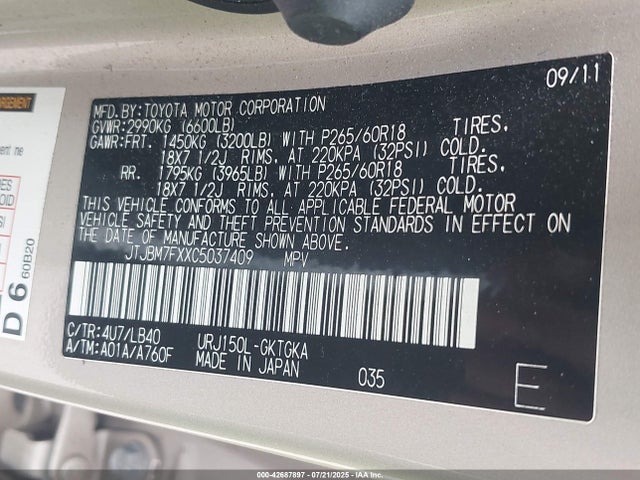 09/11
MFD.BY:TOYOTA MOTOR CORPORATION
GVWR:2990KG (6600LB)
GAWR:FRT. 1450KG (3200LB) WITH P265/60R18 TIRES,
18X7 1/2J RIMS, AT 220KPA (32PSI) COLD.
RR. 1795KG (3965LB) WITH P265/60R18 TIRES,
18X7 1/2J RIMS, AT 220KPA (32PSI) COLD.
THIS VEHICLE CONFORMS TO ALL APPLICABLE FEDERAL MOTOR
VEHICLE SAFETY AND THEFT PREVENTION STANDARDS IN EFFECT ON
THE DATE OF MANUFACTURE SHOWN ABOVE.
JTJBM7FXXC5037409 MPV
C/TR:4U7/LB40 URJ150L-GKTGKA
A/TM:A01A/A760F MADE IN JAPAN
035 E
D 6 60B20
000-42687897 - 07/21/2025 - IAAI.COM